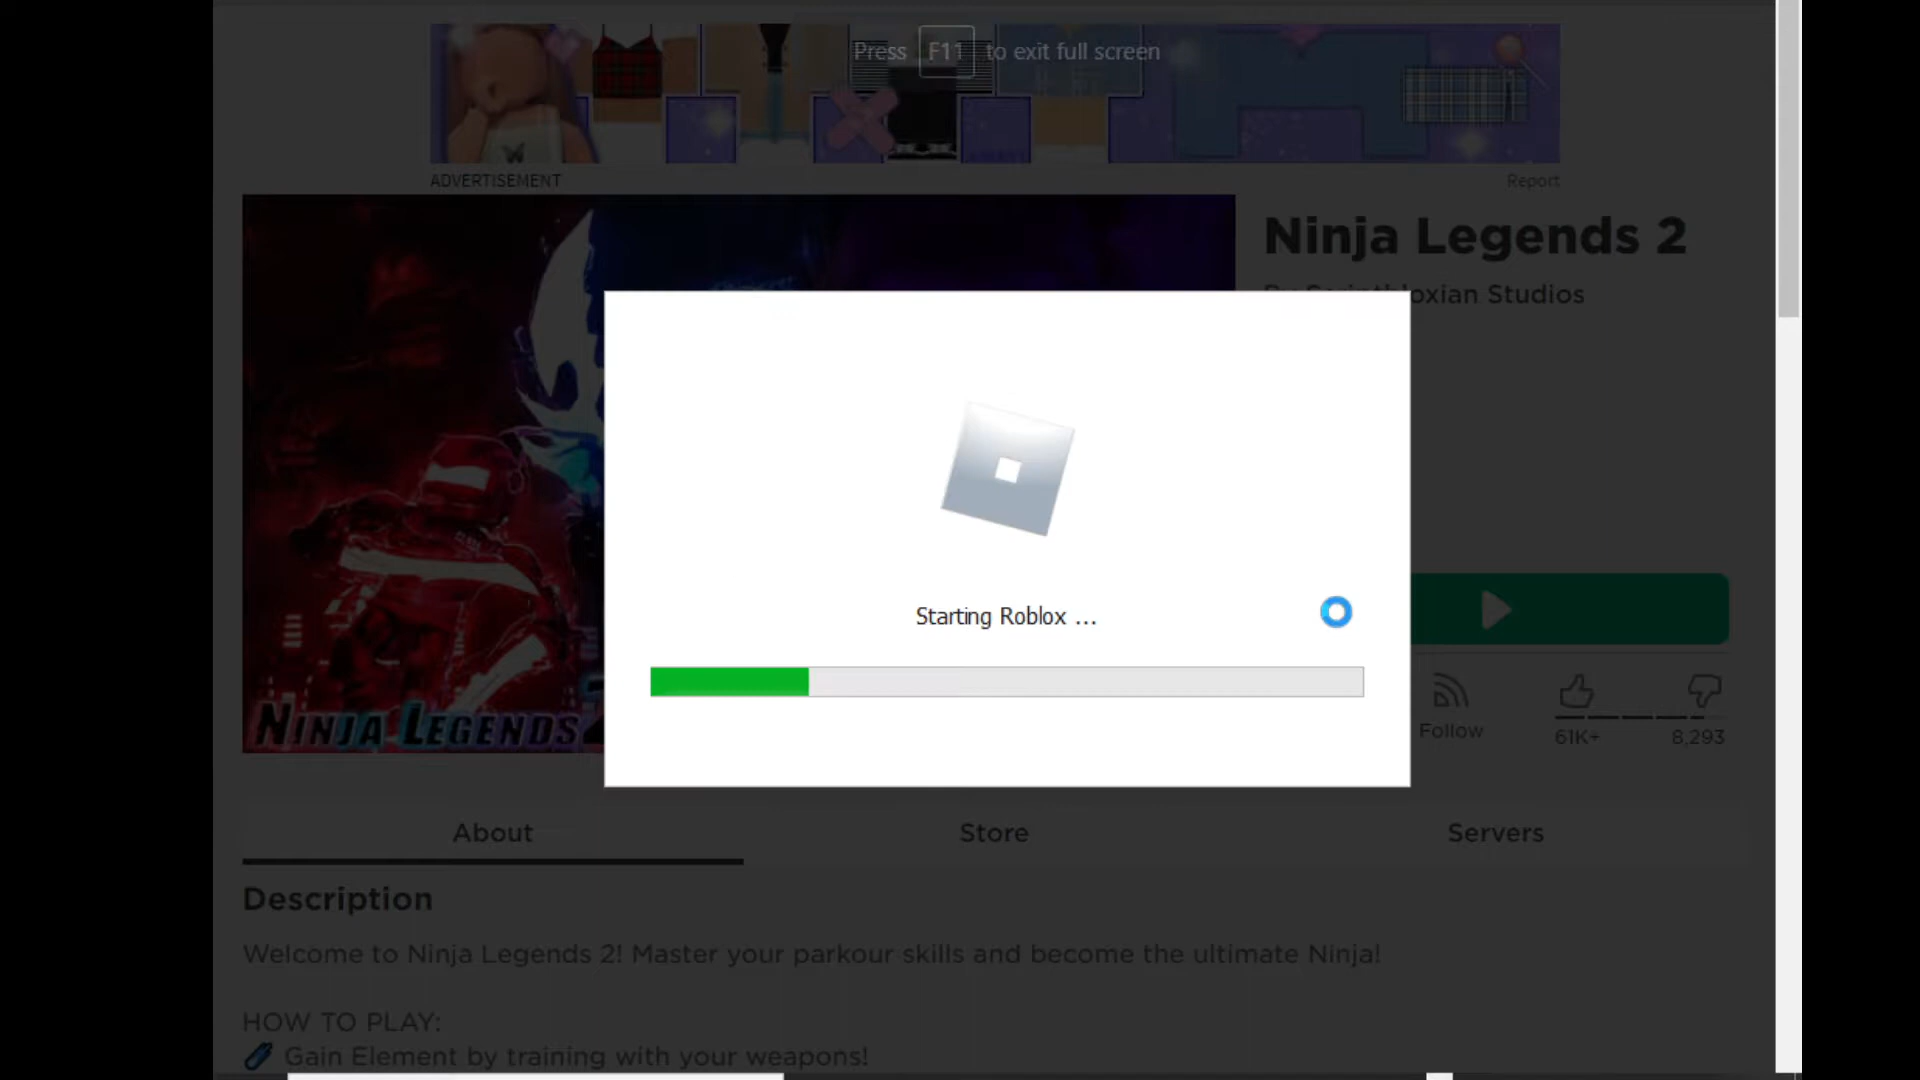 Press F11 to exit full screen
ADVERTISEMENT
Report
Ninja Legends 2
By Scriptbloxian Studios
NINJA LEGENDS
Starting Roblox ...
Follow
61K+
8,293
About
Store
Servers
Description
Welcome to Ninja Legends 2! Master your parkour skills and become the ultimate Ninja!
HOW TO PLAY:
Gain Element by training with your weapons!